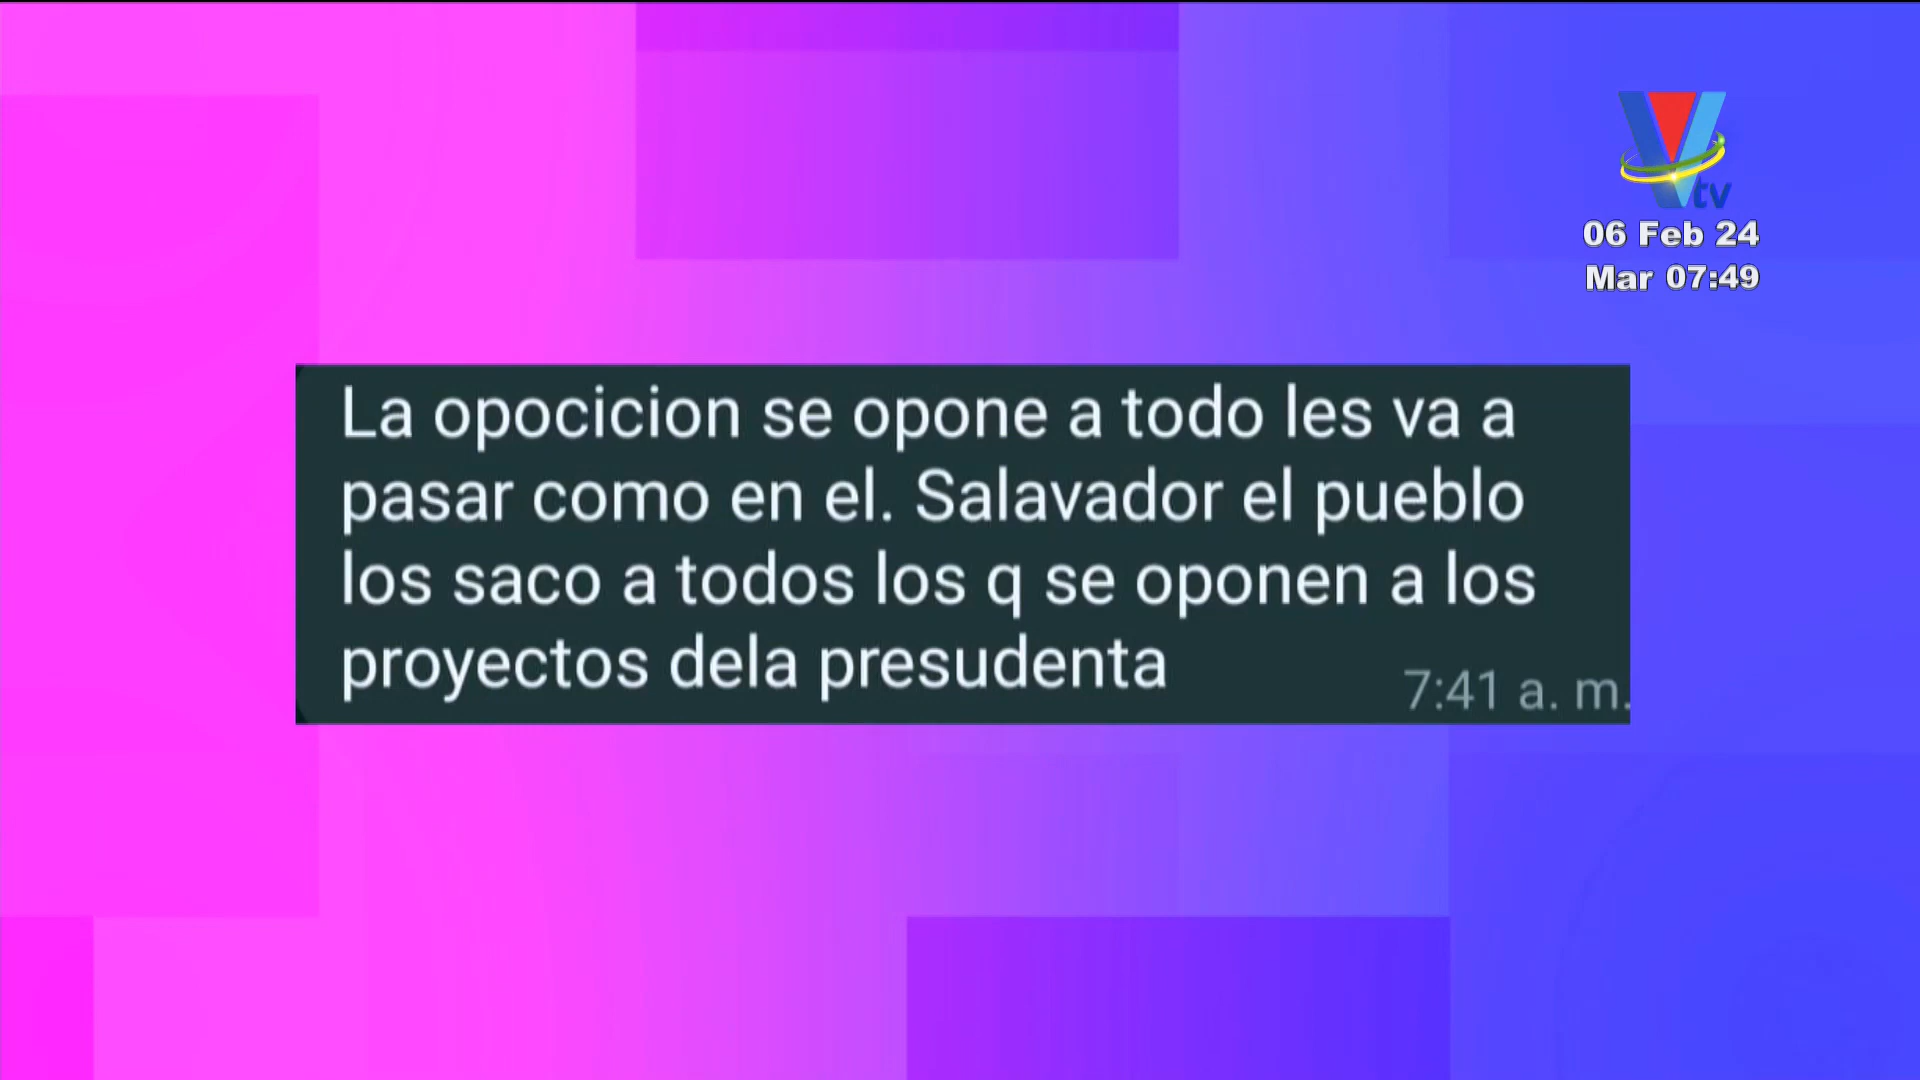 tv
06 Feb 24
Mar 07:49
La opocicion se opone a todo les va a
pasar como en el. Salavador el pueblo
los saco a todos los q se oponen a los
proyectos dela presudenta
7:41 a. m.